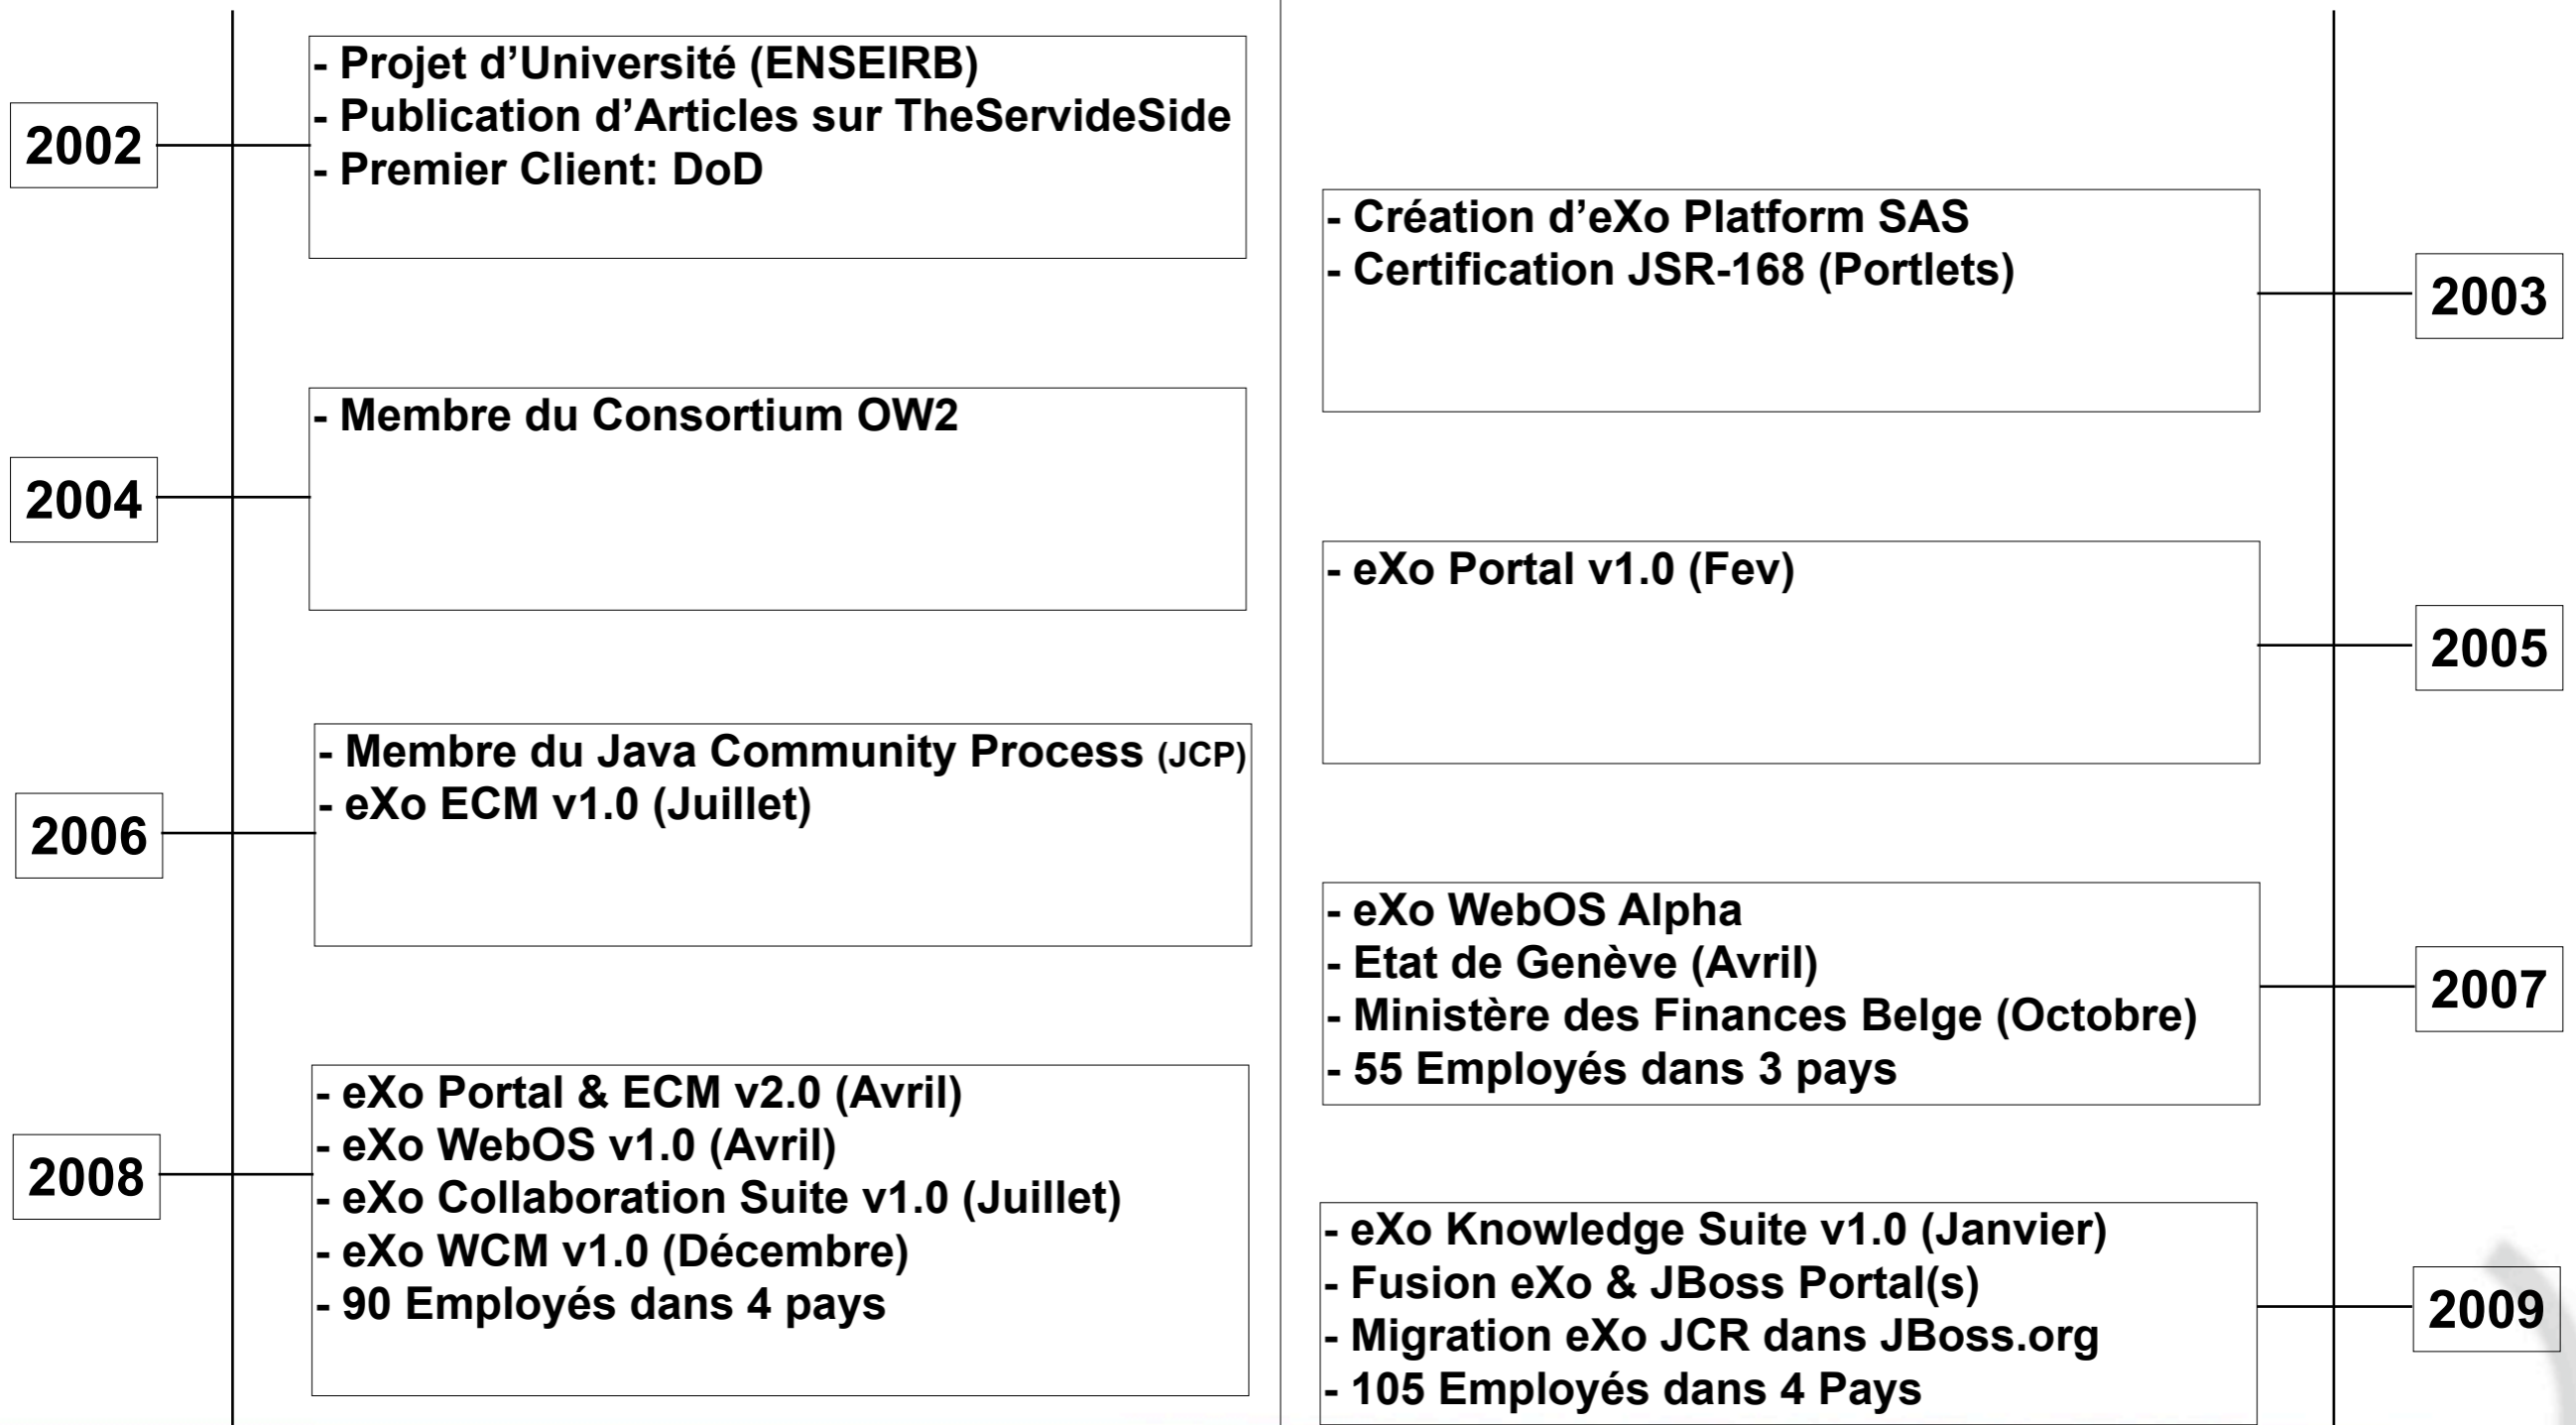 2002
- Projet d’Université (ENSEIRB)
- Publication d’Articles sur TheServideSide
- Premier Client: DoD
- Création d’eXo Platform SAS
- Certification JSR-168 (Portlets)
2003
2004
- Membre du Consortium OW2
- eXo Portal v1.0 (Fev)
2005
2006
- Membre du Java Community Process (JCP)
- eXo ECM v1.0 (Juillet)
- eXo WebOS Alpha
- Etat de Genève (Avril)
- Ministère des Finances Belge (Octobre)
- 55 Employés dans 3 pays
2007
2008
- eXo Portal & ECM v2.0 (Avril)
- eXo WebOS v1.0 (Avril)
- eXo Collaboration Suite v1.0 (Juillet)
- eXo WCM v1.0 (Décembre)
- 90 Employés dans 4 pays
- eXo Knowledge Suite v1.0 (Janvier)
- Fusion eXo & JBoss Portal(s)
- Migration eXo JCR dans JBoss.org
- 105 Employés dans 4 Pays
2009